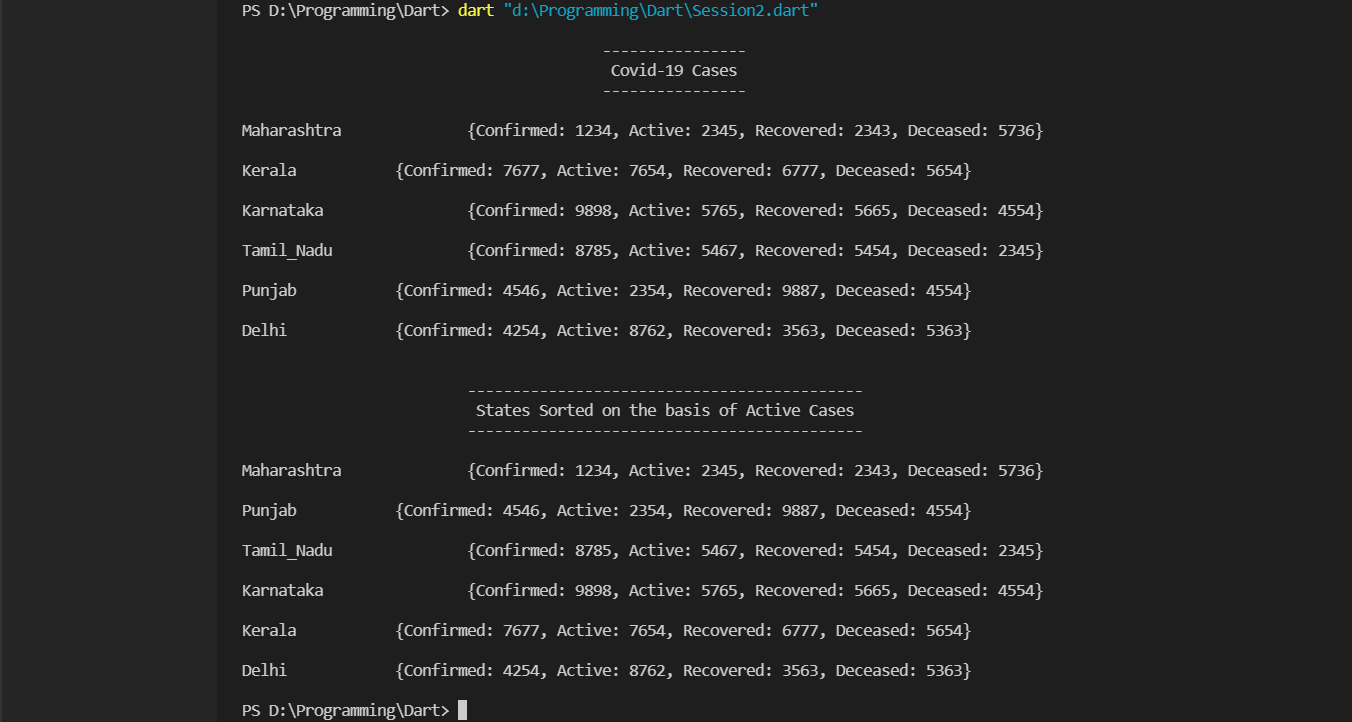 PS D:\Programming\Dart> dart "d:\Programming\Dart\Session2.dart"
----------------
Covid-19 Cases
----------------
Maharashtra {Confirmed: 1234, Active: 2345, Recovered: 2343, Deceased: 5736}
Kerala {Confirmed: 7677, Active: 7654, Recovered: 6777, Deceased: 5654}
Karnataka {Confirmed: 9898, Active: 5765, Recovered: 5665, Deceased: 4554}
Tamil_Nadu {Confirmed: 8785, Active: 5467, Recovered: 5454, Deceased: 2345}
Punjab {Confirmed: 4546, Active: 2354, Recovered: 9887, Deceased: 4554}
Delhi {Confirmed: 4254, Active: 8762, Recovered: 3563, Deceased: 5363}
--------------------------------------------
States Sorted on the basis of Active Cases
--------------------------------------------
Maharashtra {Confirmed: 1234, Active: 2345, Recovered: 2343, Deceased: 5736}
Punjab {Confirmed: 4546, Active: 2354, Recovered: 9887, Deceased: 4554}
Tamil_Nadu {Confirmed: 8785, Active: 5467, Recovered: 5454, Deceased: 2345}
Karnataka {Confirmed: 9898, Active: 5765, Recovered: 5665, Deceased: 4554}
Kerala {Confirmed: 7677, Active: 7654, Recovered: 6777, Deceased: 5654}
Delhi {Confirmed: 4254, Active: 8762, Recovered: 3563, Deceased: 5363}
PS D:\Programming\Dart>